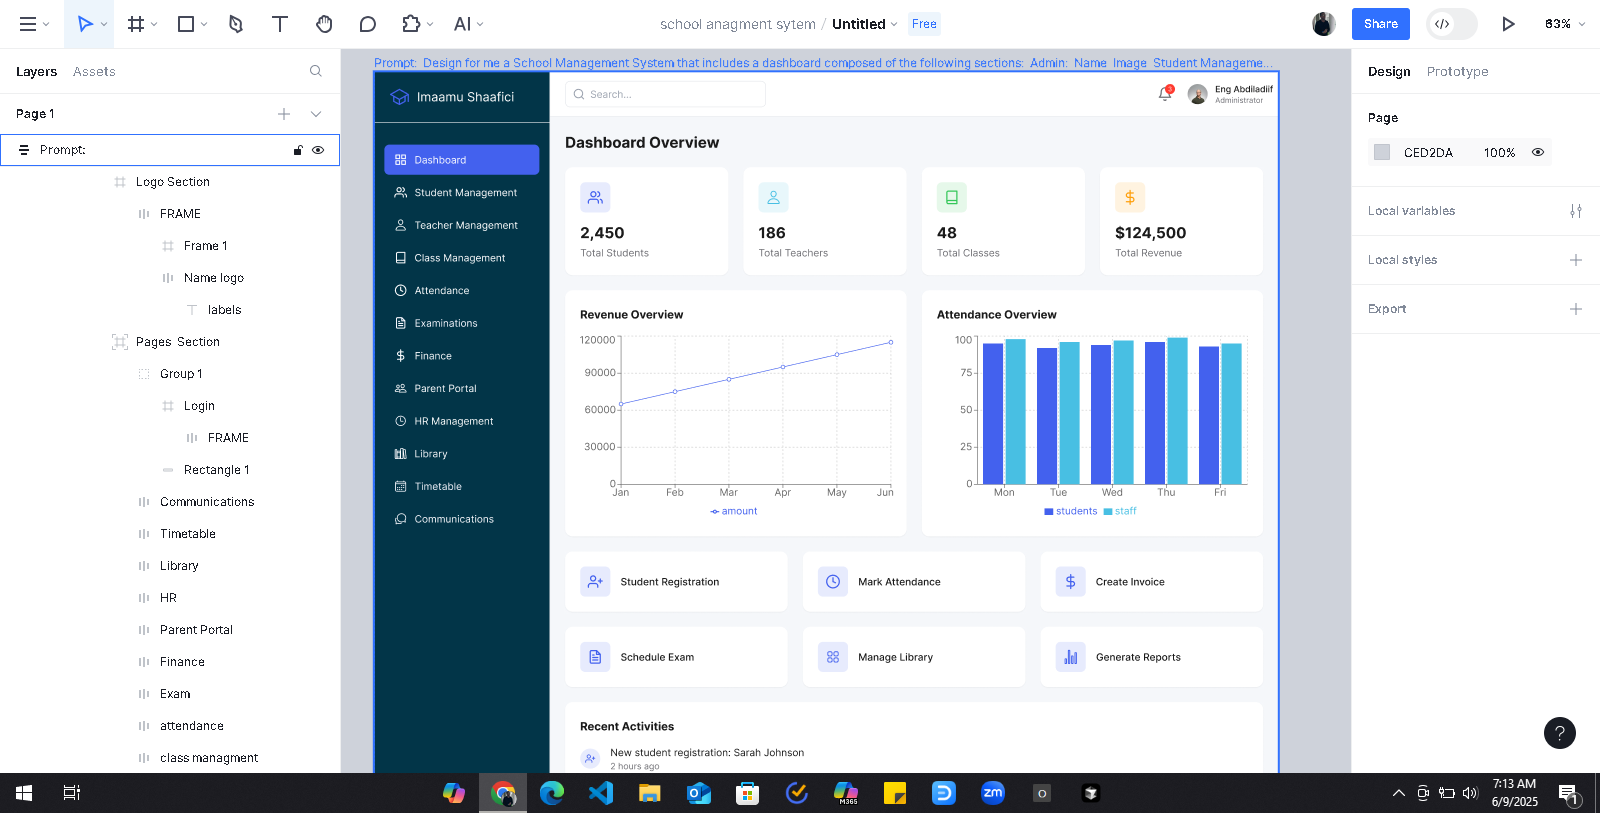 AI
school anagment sytem / Untitled
Free
Share
</>
63%
Layers
Assets
Page 1
Prompt:
Logo Section
FRAME
Frame 1
Name logo
labels
Pages Section
Group 1
Login
FRAME
Rectangle 1
Communications
Timetable
Library
HR
Parent Portal
Finance
Exam
attendance
class managment
Prompt: Design for me a School Management System that includes a dashboard composed of the following sections: Admin: Name Image Student Manageme...
Imaamu Shaafici
Dashboard
Student Management
Teacher Management
Class Management
Attendance
Examinations
Finance
Parent Portal
HR Management
Library
Timetable
Communications
Search...
3
Eng Abdiladiif
Administrator
Dashboard Overview
2,450
Total Students
186
Total Teachers
48
Total Classes
$124,500
Total Revenue
Revenue Overview
120000
90000
60000
30000
0
Jan Feb Mar Apr May Jun
amount
Attendance Overview
100
75
50
25
0
Mon Tue Wed Thu Fri
students staff
Student Registration
Mark Attendance
Create Invoice
Schedule Exam
Manage Library
Generate Reports
Recent Activities
New student registration: Sarah Johnson
2 hours ago
Design
Prototype
Page
CED2DA
100%
Local variables
Local styles
Export
?
M365
zm
7:13 AM
6/9/2025
1